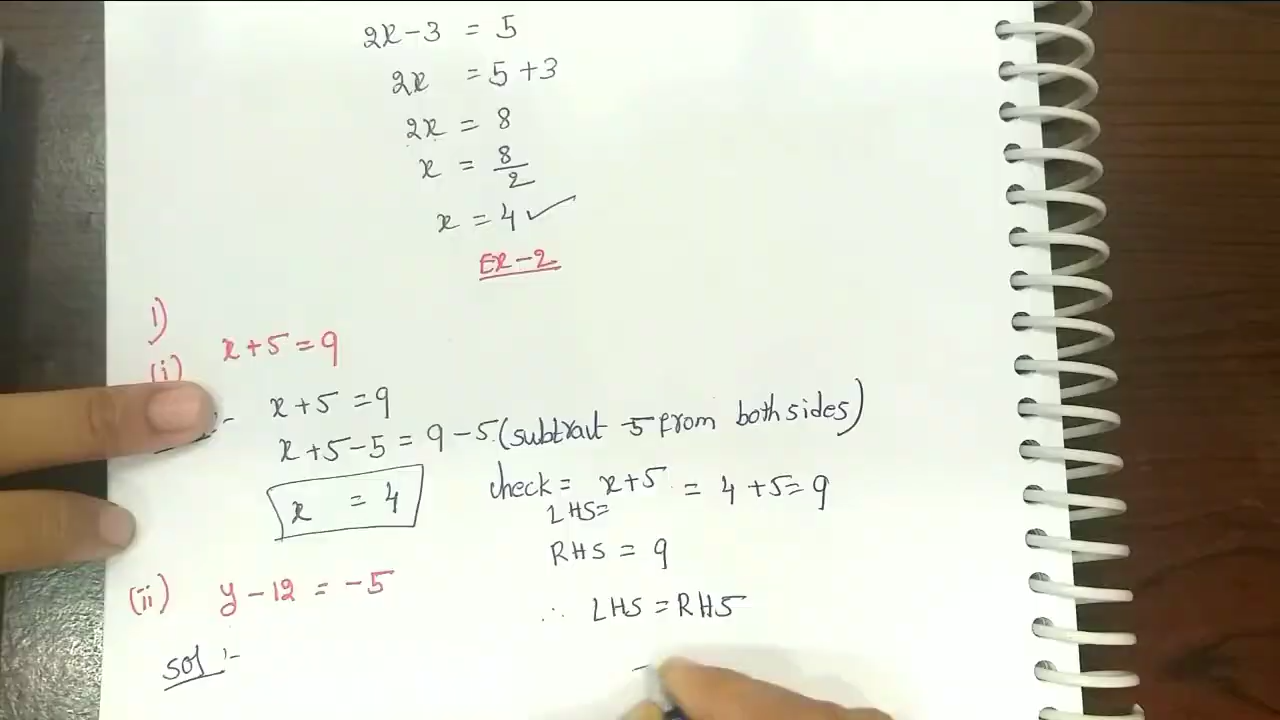 2x-3 = 5
2x = 5+3
2x = 8
x = 8/2
x = 4 ✓
Ex-2
1)
(i) x+5=9
:- x+5=9
x+5-5 = 9-5 (subtract 5 from both sides)
x = 4
check = x+5 = 4+5=9
LHS=
RHS = 9
∴ LHS = RHS
(ii) y-12 = -5
Sol :-